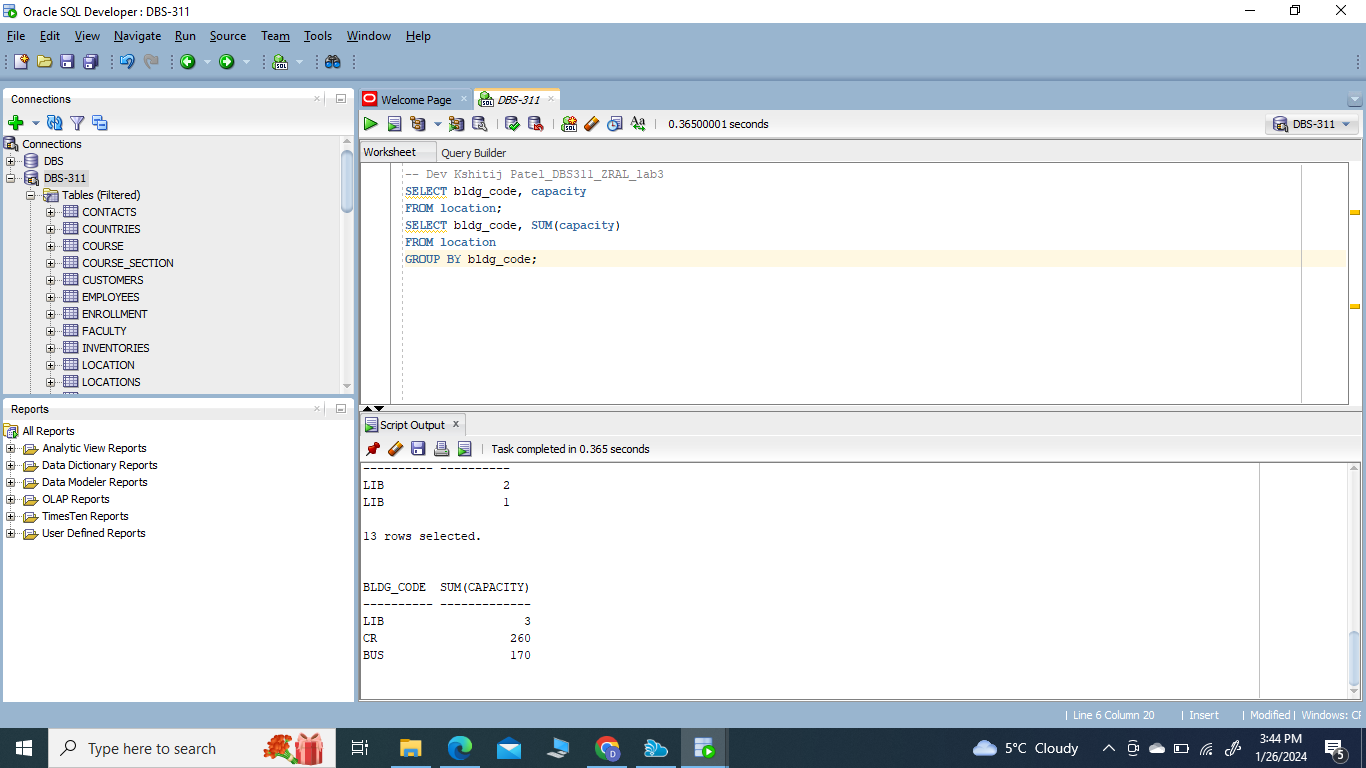 Oracle SQL Developer : DBS-311
File Edit View Navigate Run Source Team Tools Window Help
Connections
Connections
DBS
DBS-311
Tables (Filtered)
CONTACTS
COUNTRIES
COURSE
COURSE_SECTION
CUSTOMERS
EMPLOYEES
ENROLLMENT
FACULTY
INVENTORIES
LOCATION
LOCATIONS
Reports
All Reports
Analytic View Reports
Data Dictionary Reports
Data Modeler Reports
OLAP Reports
TimesTen Reports
User Defined Reports
Welcome Page DBS-311
0.36500001 seconds DBS-311
Worksheet Query Builder
-- Dev Kshitij Patel_DBS311_ZRAL_lab3
SELECT bldg_code, capacity
FROM location;
SELECT bldg_code, SUM(capacity)
FROM location
GROUP BY bldg_code;
Script Output
Task completed in 0.365 seconds
---------- ----------
LIB 2
LIB 1
13 rows selected.
BLDG_CODE SUM(CAPACITY)
---------- -------------
LIB 3
CR 260
BUS 170
Line 6 Column 20 Insert Modified Windows: CF
Type here to search 5°C Cloudy 3:44 PM
1/26/2024 5